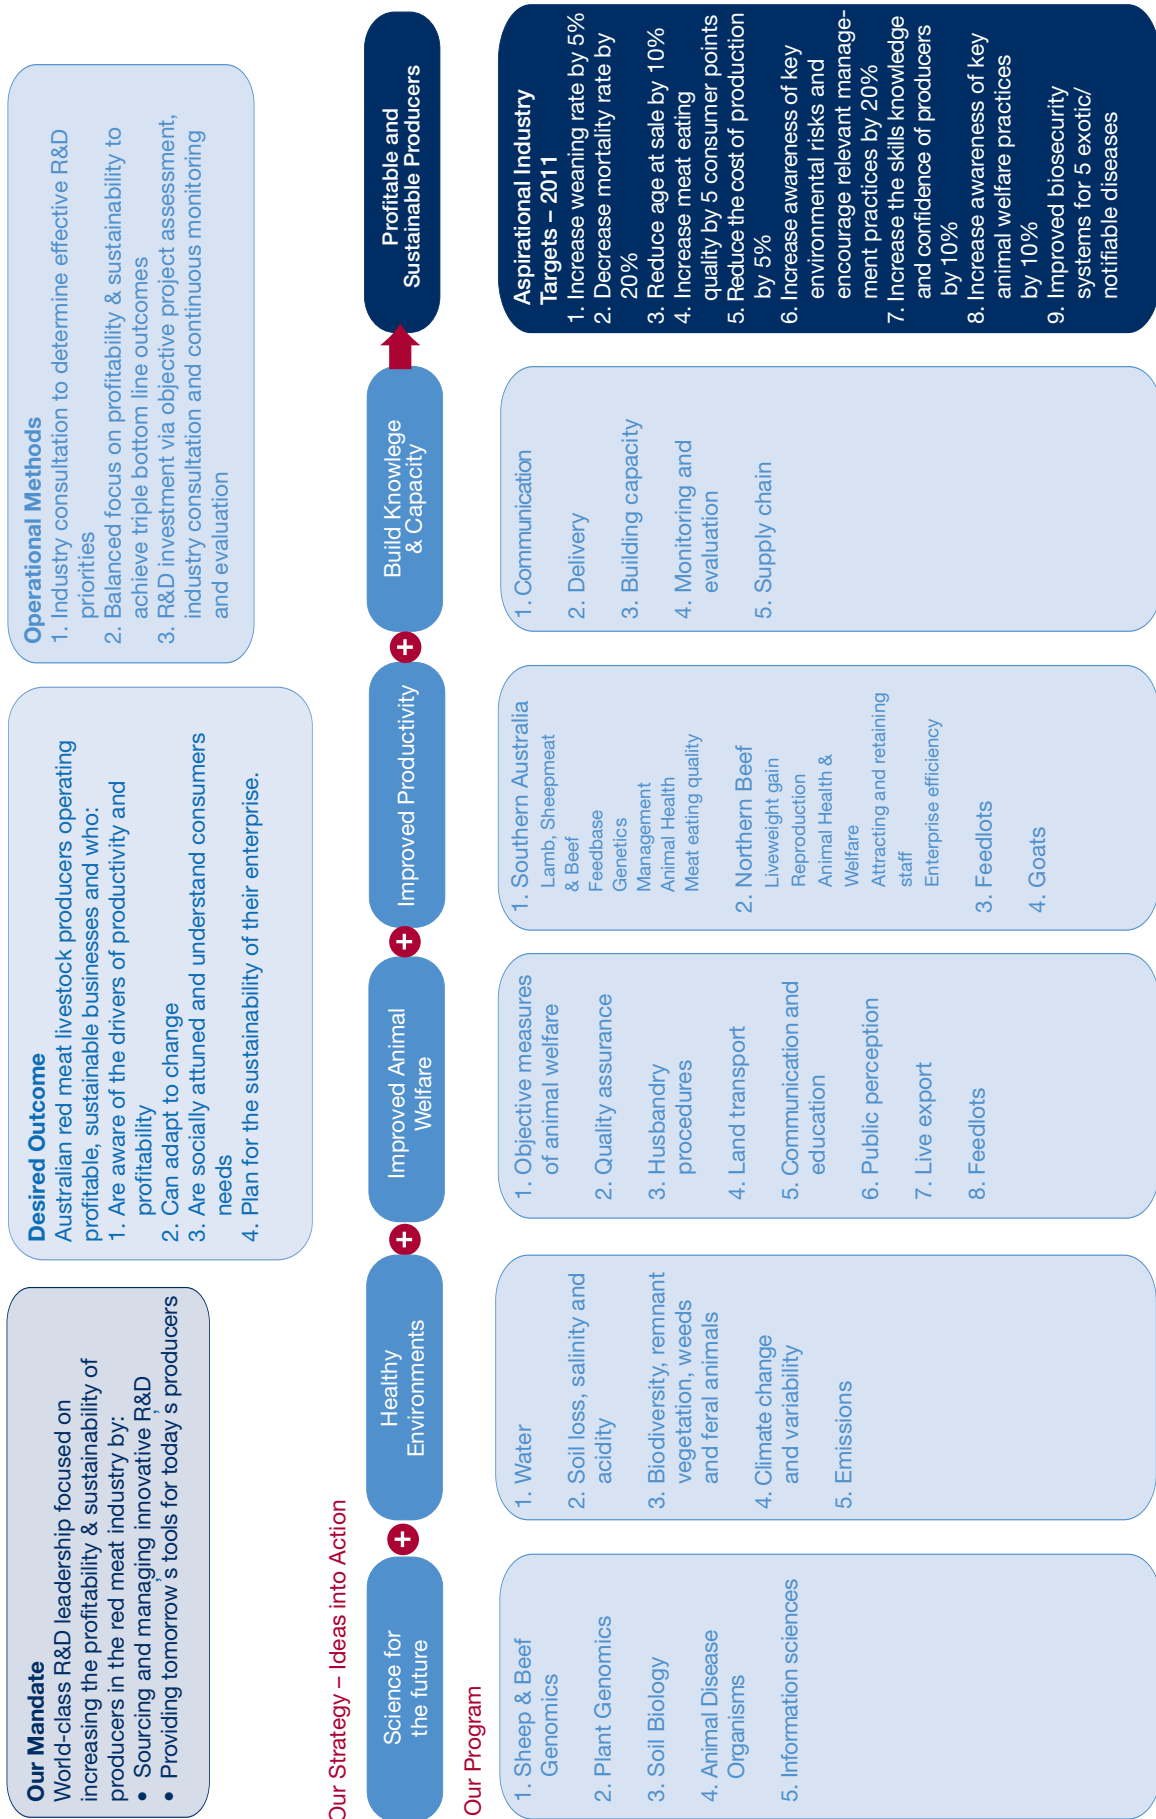 Our Mandate
World-class R&D leadership focused on
increasing the profitability & sustainability of
producers in the red meat industry by:
• Sourcing and managing innovative R&D
• Providing tomorrow's tools for today's producers
Desired Outcome
Australian red meat livestock producers operating
profitable, sustainable businesses and who:
1. Are aware of the drivers of productivity and
profitability
2. Can adapt to change
3. Are socially attuned and understand consumers
needs
4. Plan for the sustainability of their enterprise.
Operational Methods
1. Industry consultation to determine effective R&D
priorities
2. Balanced focus on profitability & sustainability to
achieve triple bottom line outcomes
3. R&D investment via objective project assessment,
industry consultation and continuous monitoring
and evaluation
Our Strategy – Ideas into Action
Science for
the future
+
Healthy
Environments
+
Improved Animal
Welfare
+
Improved Productivity
+
Build Knowlege
& Capacity
Profitable and
Sustainable Producers
Our Program
1. Sheep & Beef
Genomics
2. Plant Genomics
3. Soil Biology
4. Animal Disease
Organisms
5. Information sciences
1. Water
2. Soil loss, salinity and
acidity
3. Biodiversity, remnant
vegetation, weeds
and feral animals
4. Climate change
and variability
5. Emissions
1. Objective measures
of animal welfare
2. Quality assurance
3. Husbandry
procedures
4. Land transport
5. Communication and
education
6. Public perception
7. Live export
8. Feedlots
1. Southern Australia
Lamb, Sheepmeat
& Beef
Feedbase
Genetics
Management
Animal Health
Meat eating quality
2. Northern Beef
Liveweight gain
Reproduction
Animal Health &
Welfare
Attracting and retaining
staff
Enterprise efficiency
3. Feedlots
4. Goats
1. Communication
2. Delivery
3. Building capacity
4. Monitoring and
evaluation
5. Supply chain
Aspirational Industry
Targets – 2011
1. Increase weaning rate by 5%
2. Decrease mortality rate by
20%
3. Reduce age at sale by 10%
4. Increase meat eating
quality by 5 consumer points
5. Reduce the cost of production
by 5%
6. Increase awareness of key
environmental risks and
encourage relevant manage-
ment practices by 20%
7. Increase the skills knowledge
and confidence of producers
by 10%
8. Increase awareness of key
animal welfare practices
by 10%
9. Improved biosecurity
systems for 5 exotic/
notifiable diseases